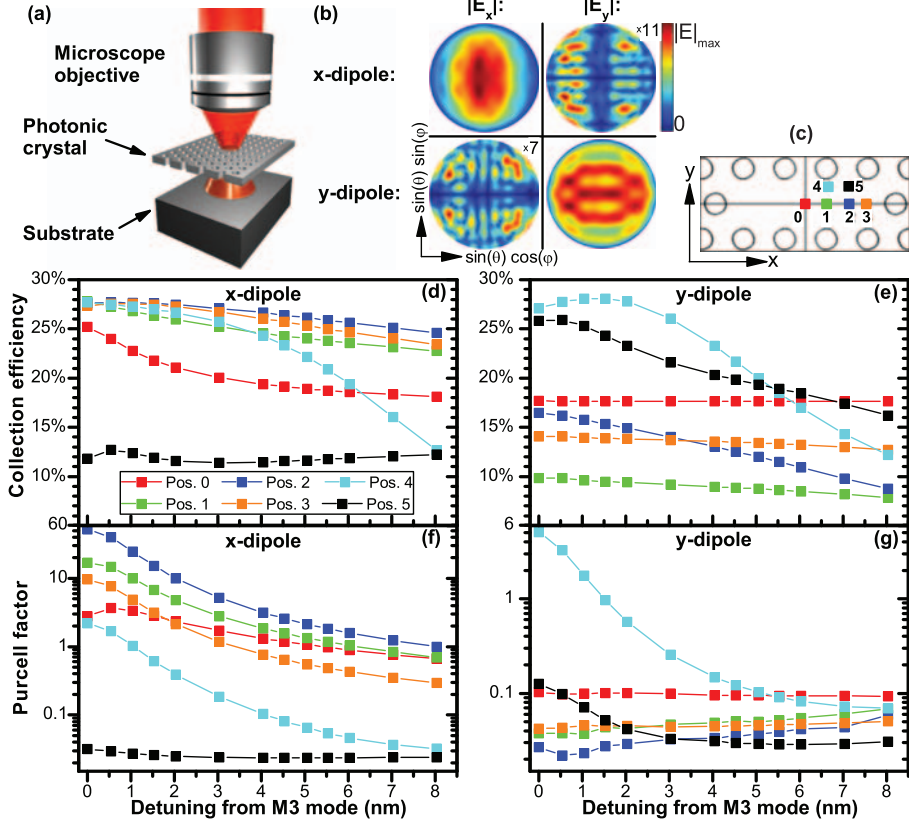 (a)
Microscope
objective
Photonic
crystal
Substrate
(b)
|Ex|:
|Ey|:
x-dipole:
×11
|E|max
0
y-dipole:
×7
sin(θ) sin(φ)
sin(θ) cos(φ)
(c)
y
x
4 5
0 1 2 3
30%
25%
20%
15%
10%
Collection efficiency
x-dipole
(d)
Pos. 0 Pos. 2 Pos. 4
Pos. 1 Pos. 3 Pos. 5
30%
25%
20%
15%
10%
y-dipole
(e)
60
10
1
0.1
Purcell factor
x-dipole
(f)
0 1 2 3 4 5 6 7 8
Detuning from M3 mode (nm)
6
1
0.1
y-dipole
(g)
0 1 2 3 4 5 6 7 8
Detuning from M3 mode (nm)